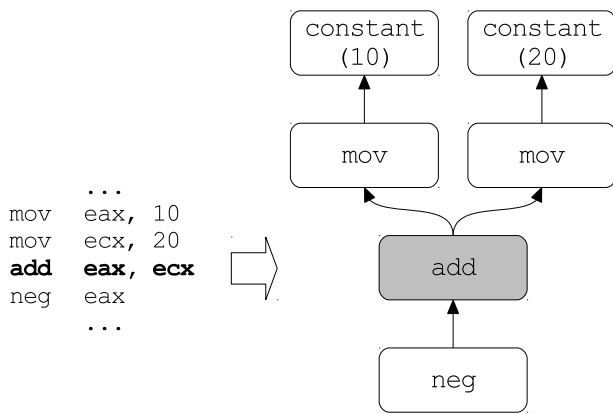 ...
mov eax, 10
mov ecx, 20
add eax, ecx
neg eax
...
constant
(10)
constant
(20)
mov
mov
add
neg